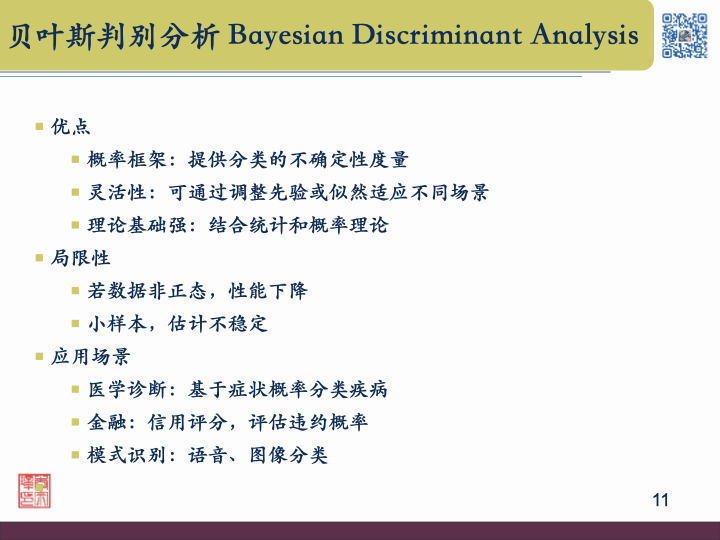 贝叶斯判别分析 Bayesian Discriminant Analysis
优点
概率框架：提供分类的不确定性度量
灵活性：可通过调整先验或似然适应不同场景
理论基础强：结合统计和概率理论
局限性
若数据非正态，性能下降
小样本，估计不稳定
应用场景
医学诊断：基于症状概率分类疾病
金融：信用评分，评估违约概率
模式识别：语音、图像分类
11